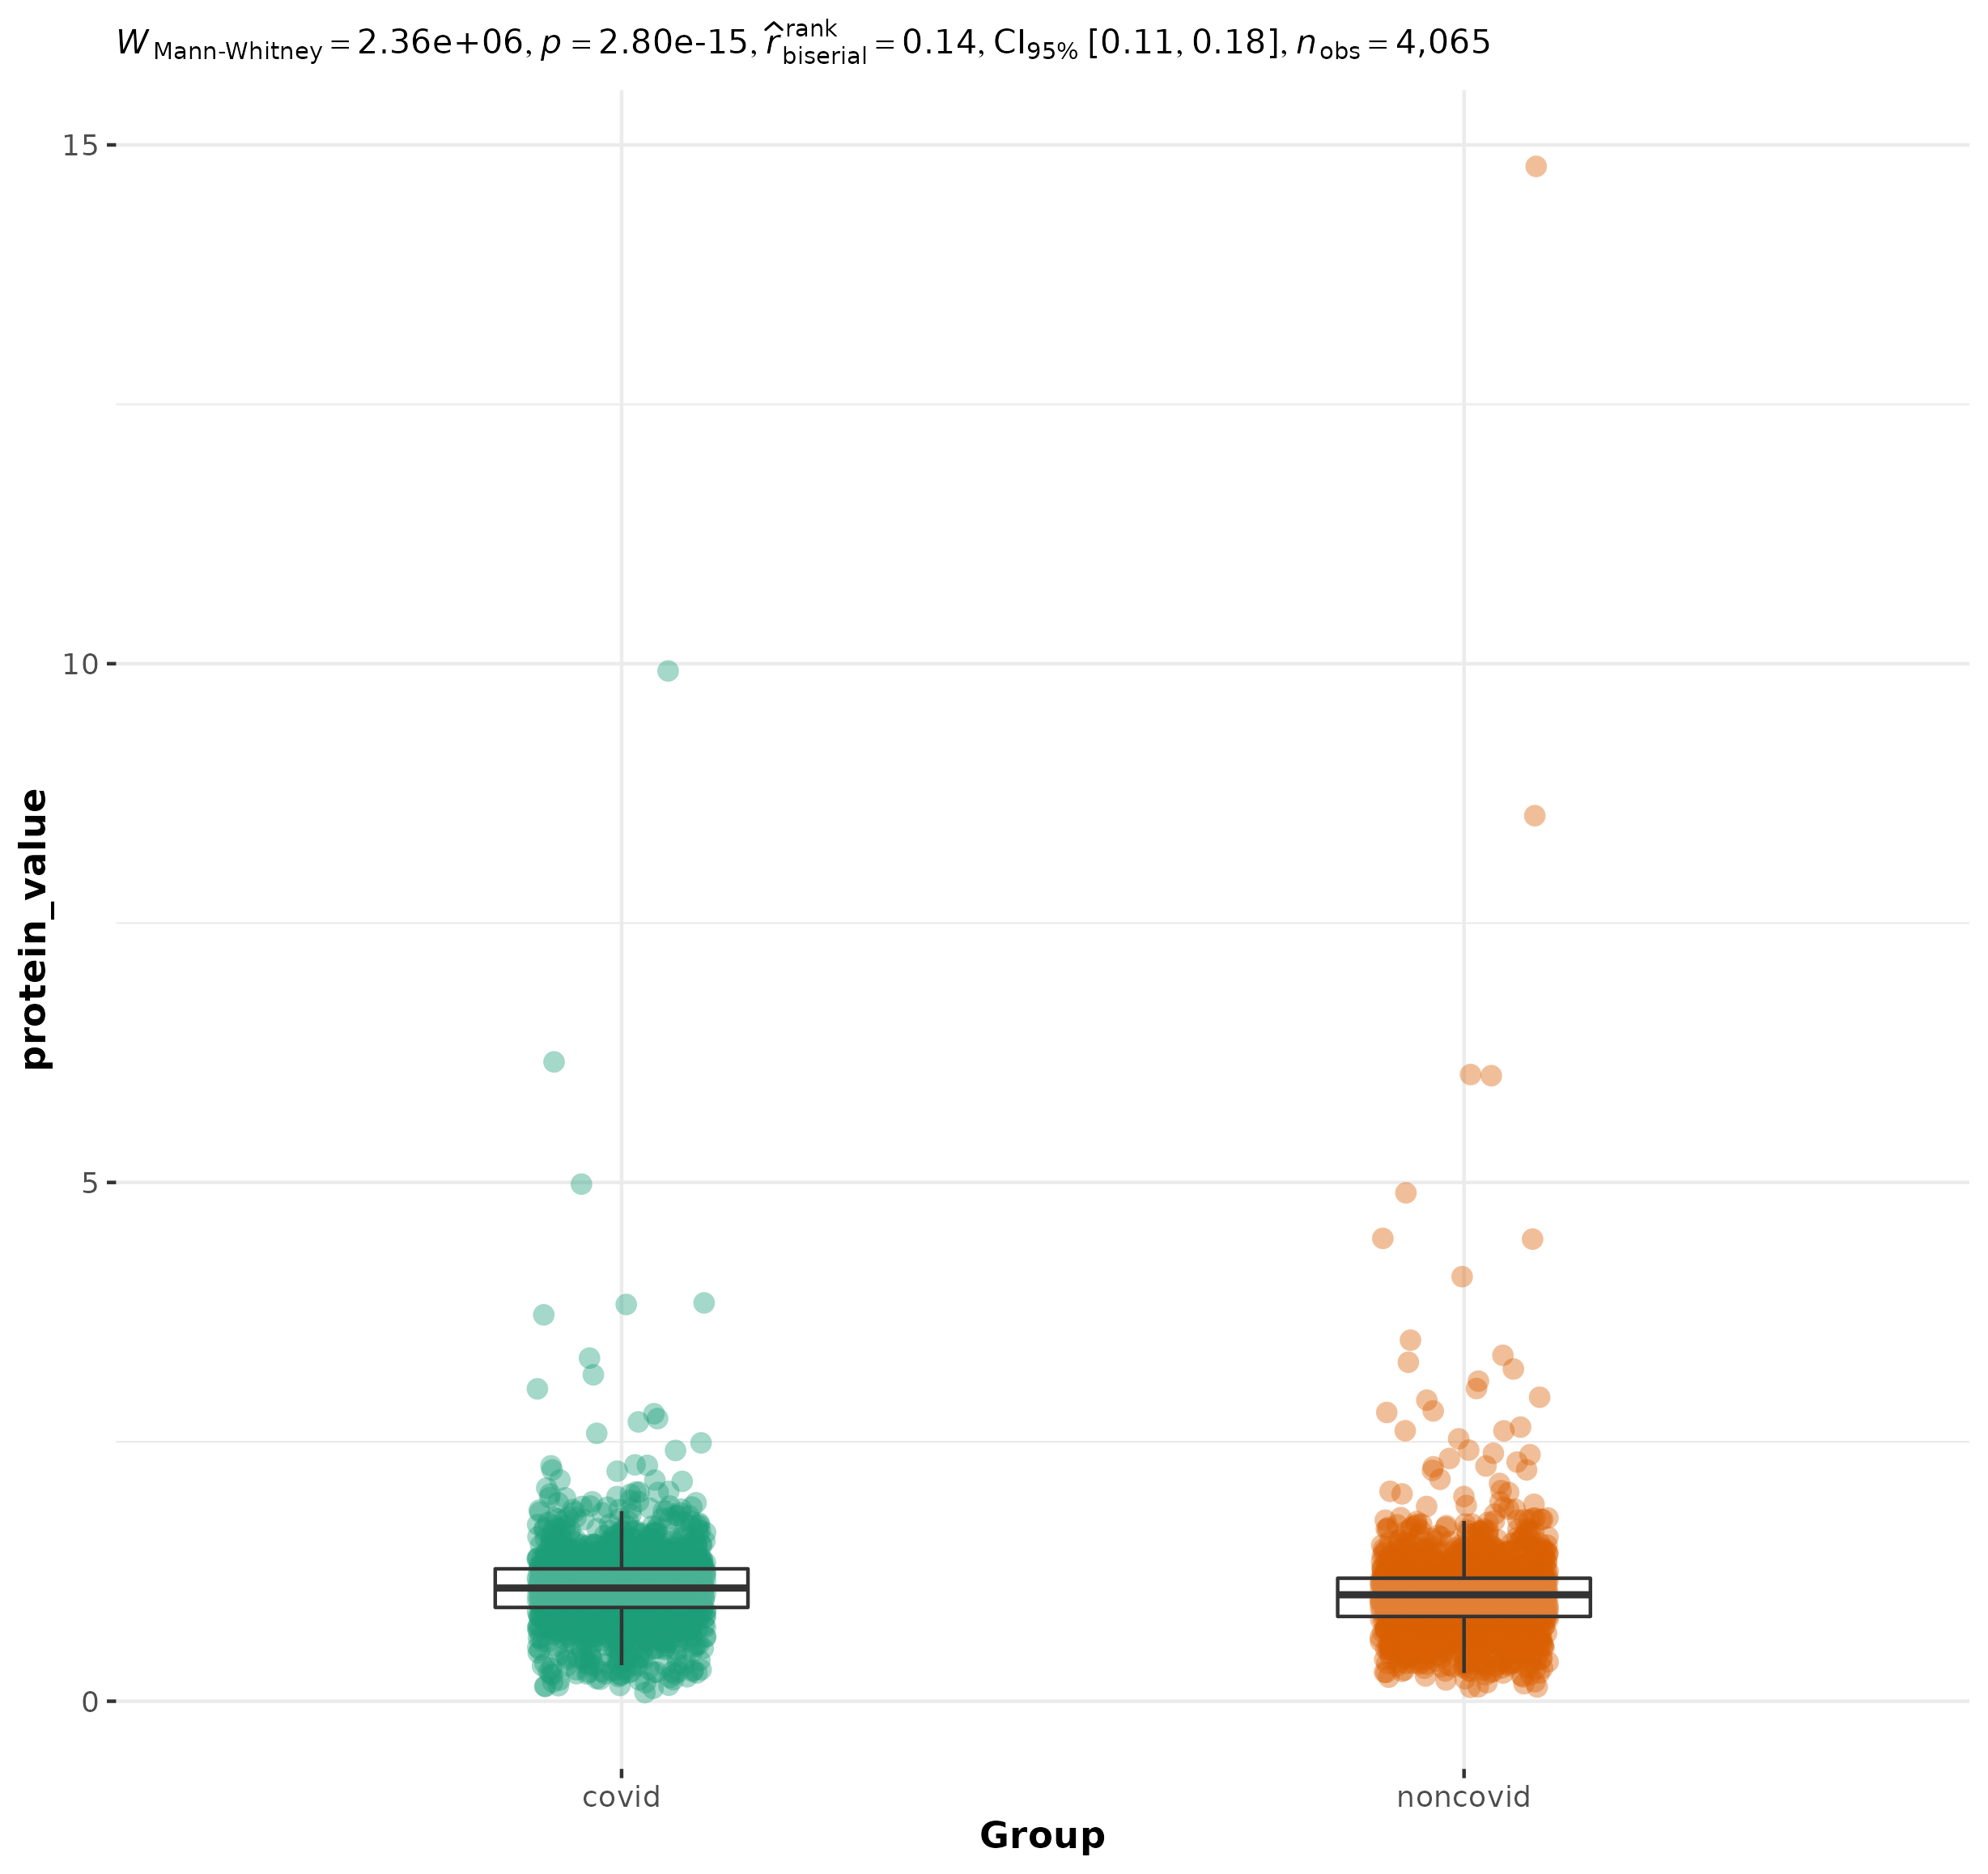 W Mann-Whitney = 2.36e+06, p = 2.80e-15, r̂ rank biserial = 0.14, CI95% [0.11, 0.18], nobs = 4,065
15
10
5
0
protein_value
covid noncovid
Group